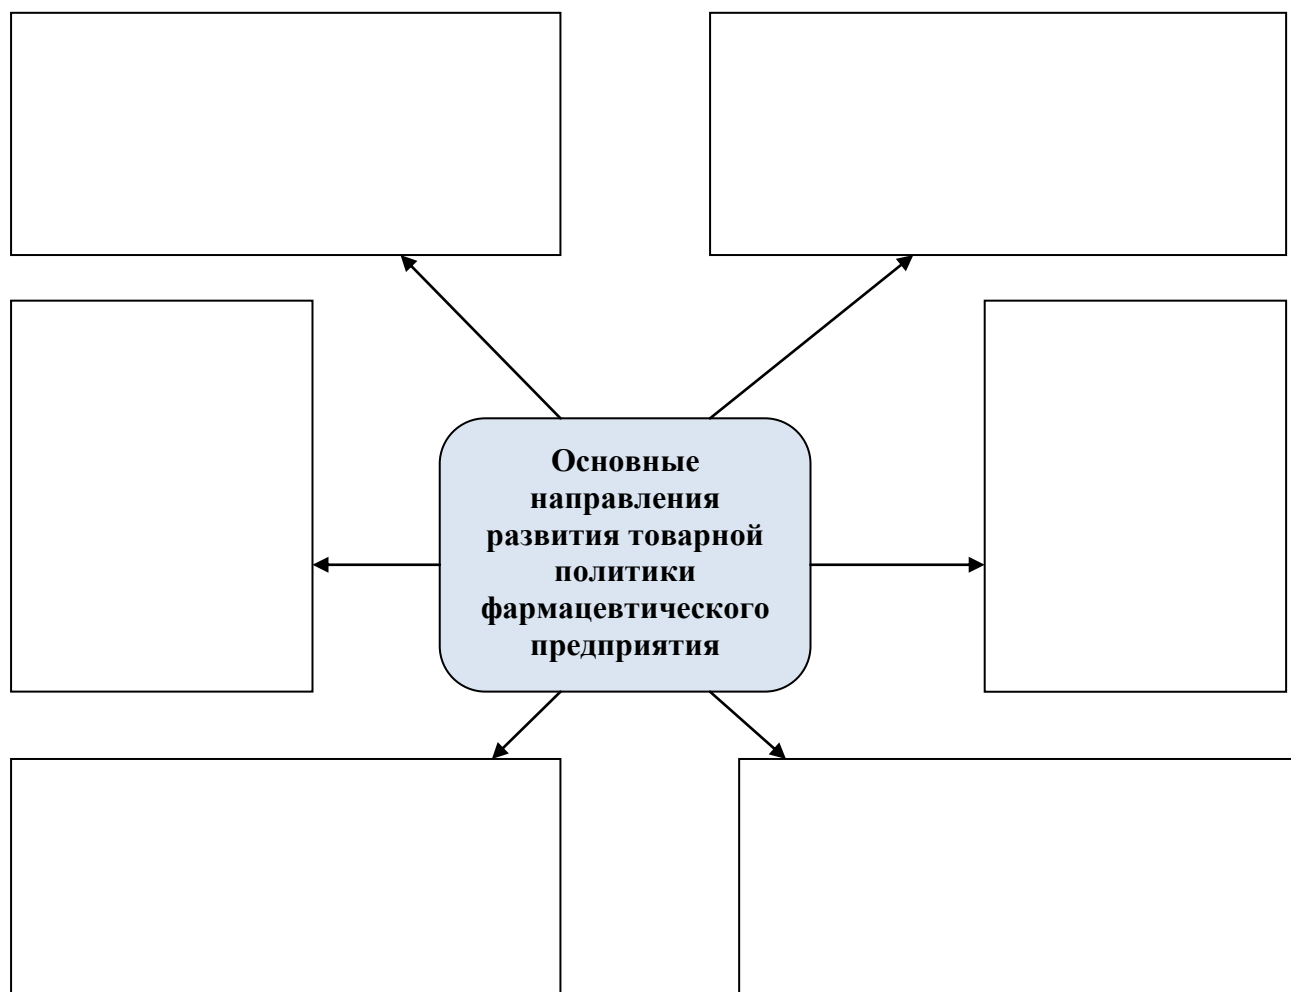 Основные
направления
развития товарной
политики
фармацевтического
предприятия